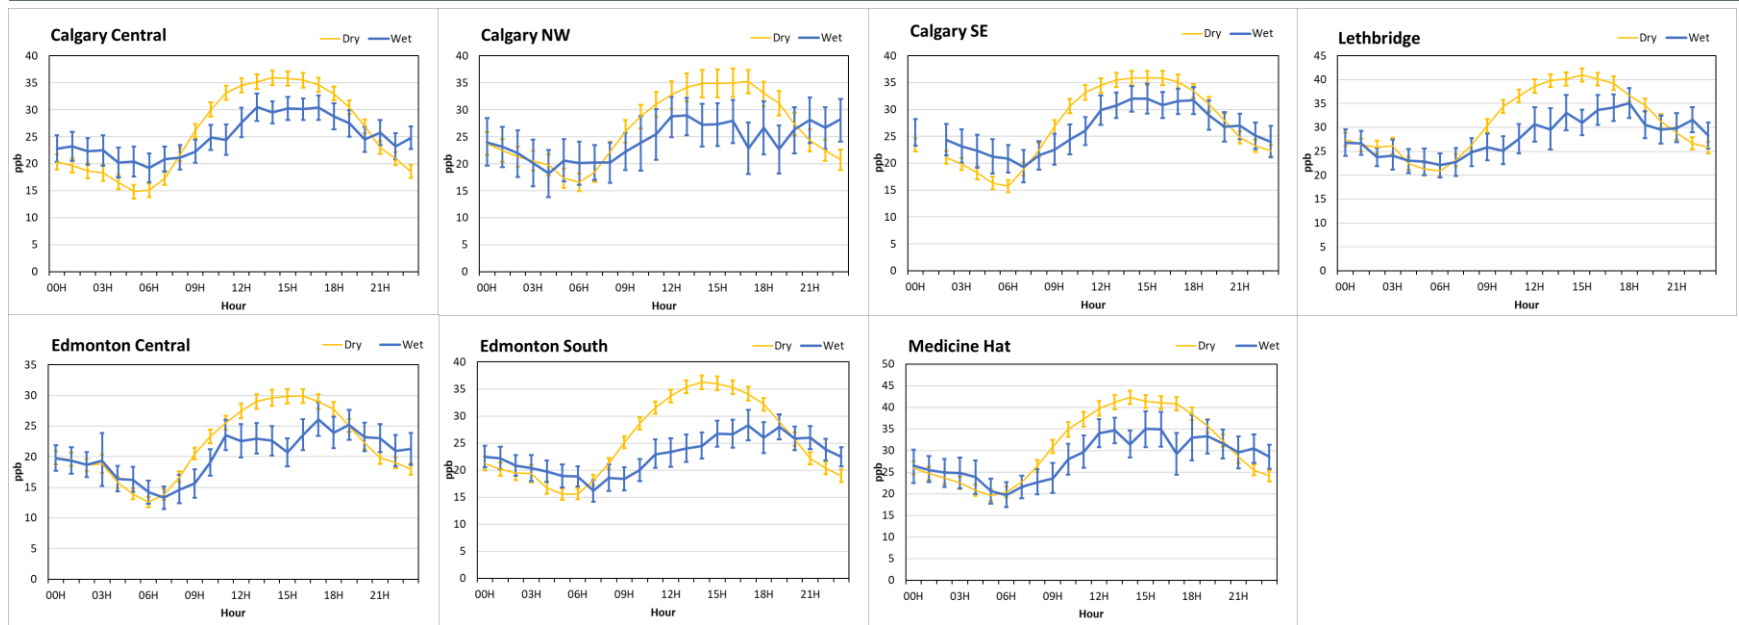 Calgary Central
Dry Wet
40
35
30
25
20
15
10
5
0
ppb
00H 03H 06H 09H 12H 15H 18H 21H
Hour
Calgary NW
Dry Wet
40
35
30
25
20
15
10
5
0
ppb
00H 03H 06H 09H 12H 15H 18H 21H
Hour
Calgary SE
Dry Wet
40
35
30
25
20
15
10
5
0
ppb
00H 03H 06H 09H 12H 15H 18H 21H
Hour
Lethbridge
Dry Wet
45
40
35
30
25
20
15
10
5
0
ppb
00H 03H 06H 09H 12H 15H 18H 21H
Hour
Edmonton Central
Dry Wet
35
30
25
20
15
10
5
0
ppb
00H 03H 06H 09H 12H 15H 18H 21H
Hour
Edmonton South
Dry Wet
40
35
30
25
20
15
10
5
0
ppb
00H 03H 06H 09H 12H 15H 18H 21H
Hour
Medicine Hat
Dry Wet
50
45
40
35
30
25
20
15
10
5
0
ppb
00H 03H 06H 09H 12H 15H 18H 21H
Hour